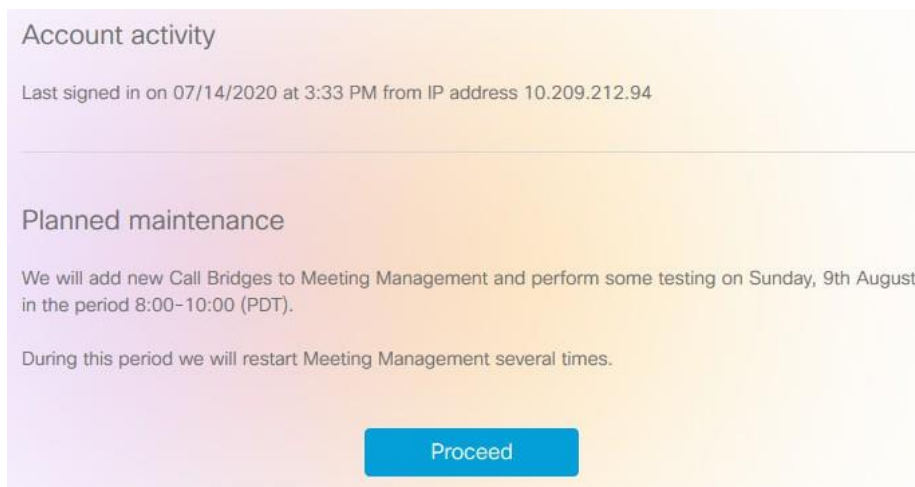 Account activity
Last signed in on 07/14/2020 at 3:33 PM from IP address 10.209.212.94
Planned maintenance
We will add new Call Bridges to Meeting Management and perform some testing on Sunday, 9th August
in the period 8:00-10:00 (PDT).
During this period we will restart Meeting Management several times.
Proceed